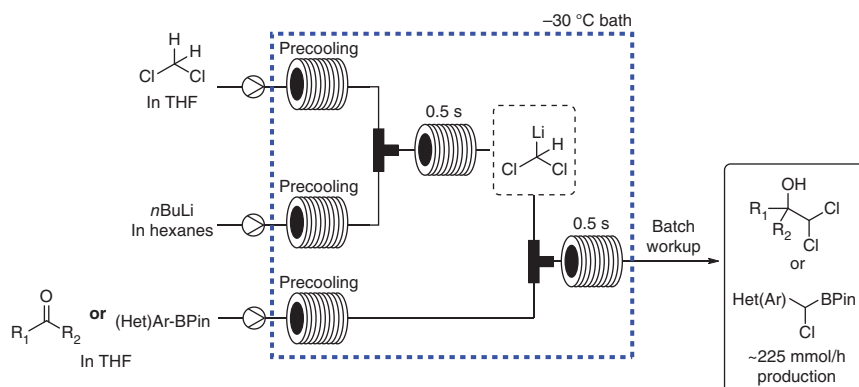 −30 °C bath
H
H
Cl
Cl
In THF
Precooling
0.5 s
Li
H
Cl
Cl
nBuLi
In hexanes
Precooling
0.5 s
Batch
workup
O
R1
R2
or (Het)Ar-BPin
In THF
Precooling
OH
R1
Cl
R2
Cl
or
Het(Ar)
BPin
Cl
~225 mmol/h
production